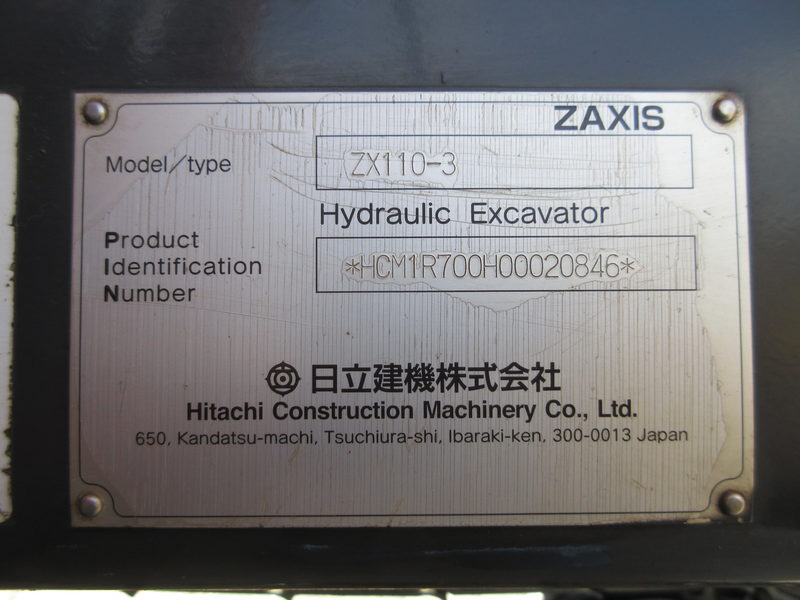 ZAXIS
Model/type ZX110-3
Hydraulic Excavator
Product
Identification
Number
*HCM1R700H00020846*
日立建機株式会社
Hitachi Construction Machinery Co., Ltd.
650, Kandatsu-machi, Tsuchiura-shi, Ibaraki-ken, 300-0013 Japan